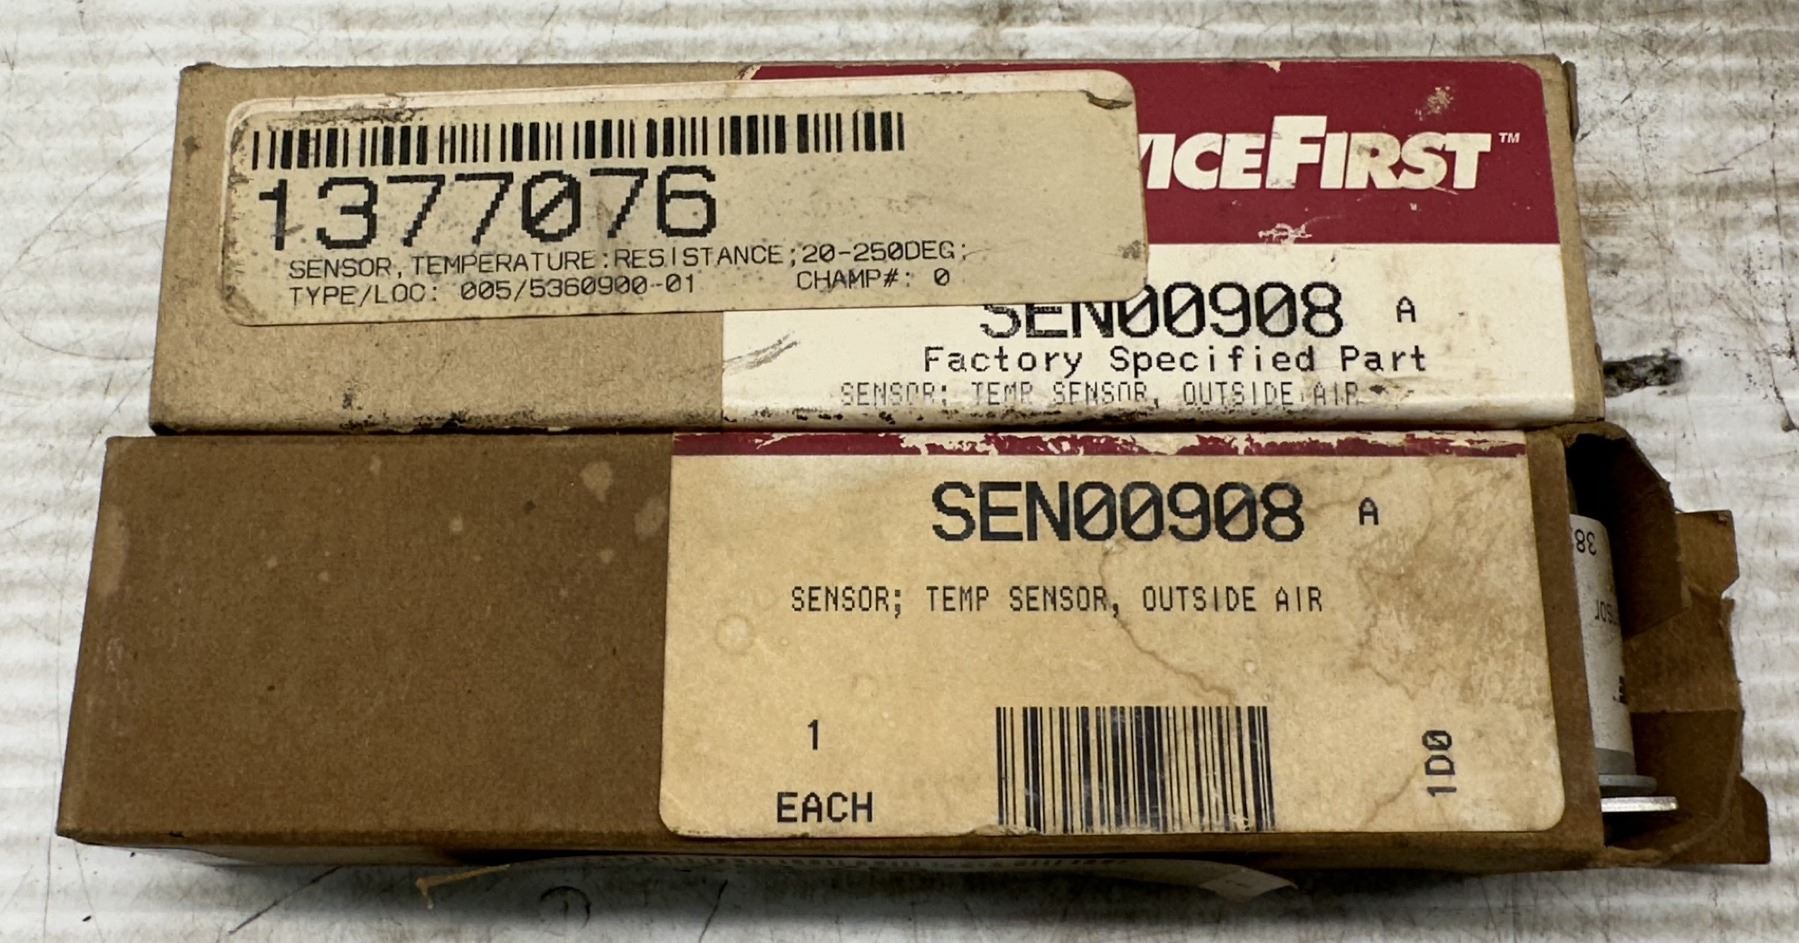 1377076
SENSOR,TEMPERATURE:RESISTANCE;20-250DEG;
TYPE/LOC: 005/5360900-01 CHAMP#: 0
VICEFIRST™
SEN00908 A
Factory Specified Part
SENSOR; TEMP SENSOR, OUTSIDE AIR
SEN00908 A
SENSOR; TEMP SENSOR, OUTSIDE AIR
1
EACH
1D0
38